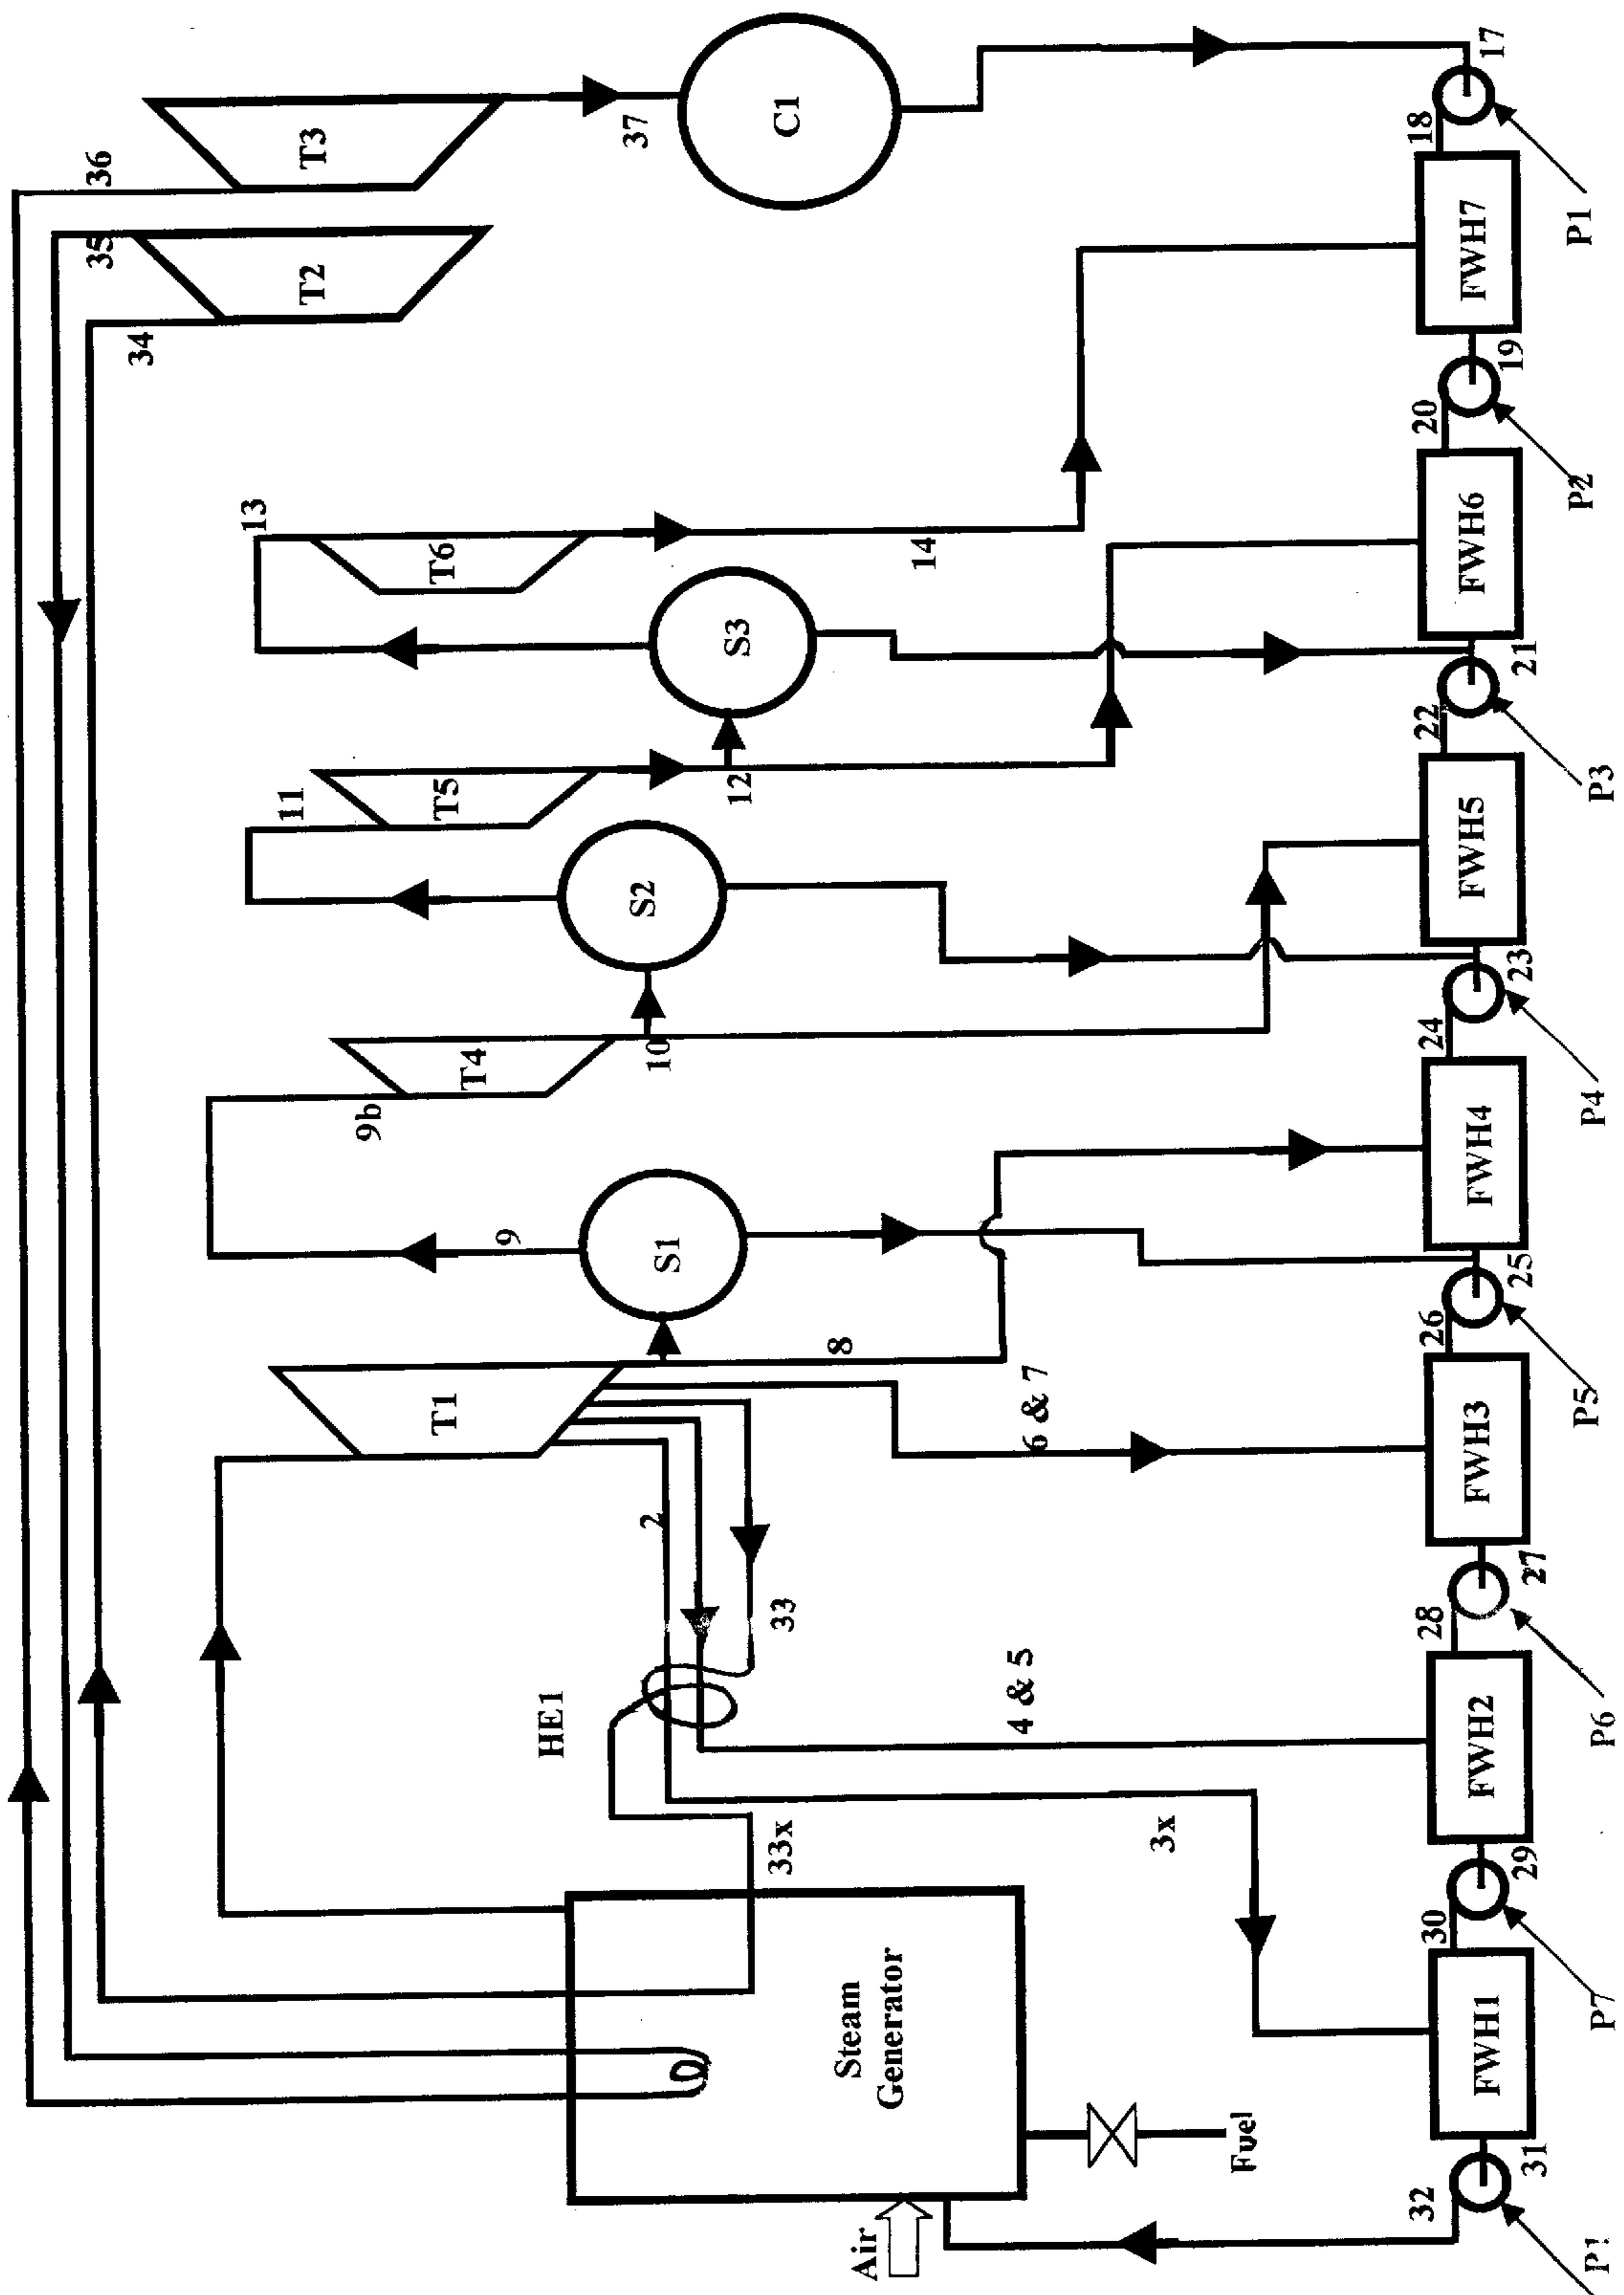 36
T3
37
C1
17
35
T2
34
18
P1
FWH7
19
20
P2
13
T6
14
S3
FWH6
21
22
P3
12
11
T5
S2
FWH5
23
24
P4
10
T4
9b
9
S1
8
FWH4
25
26
P5
T1
6 & 7
FWH3
27
28
P6
2
33
HE1
4 & 5
FWH2
29
30
P7
33x
3x
Steam
Generator
FWH1
31
32
P1
Fuel
Air